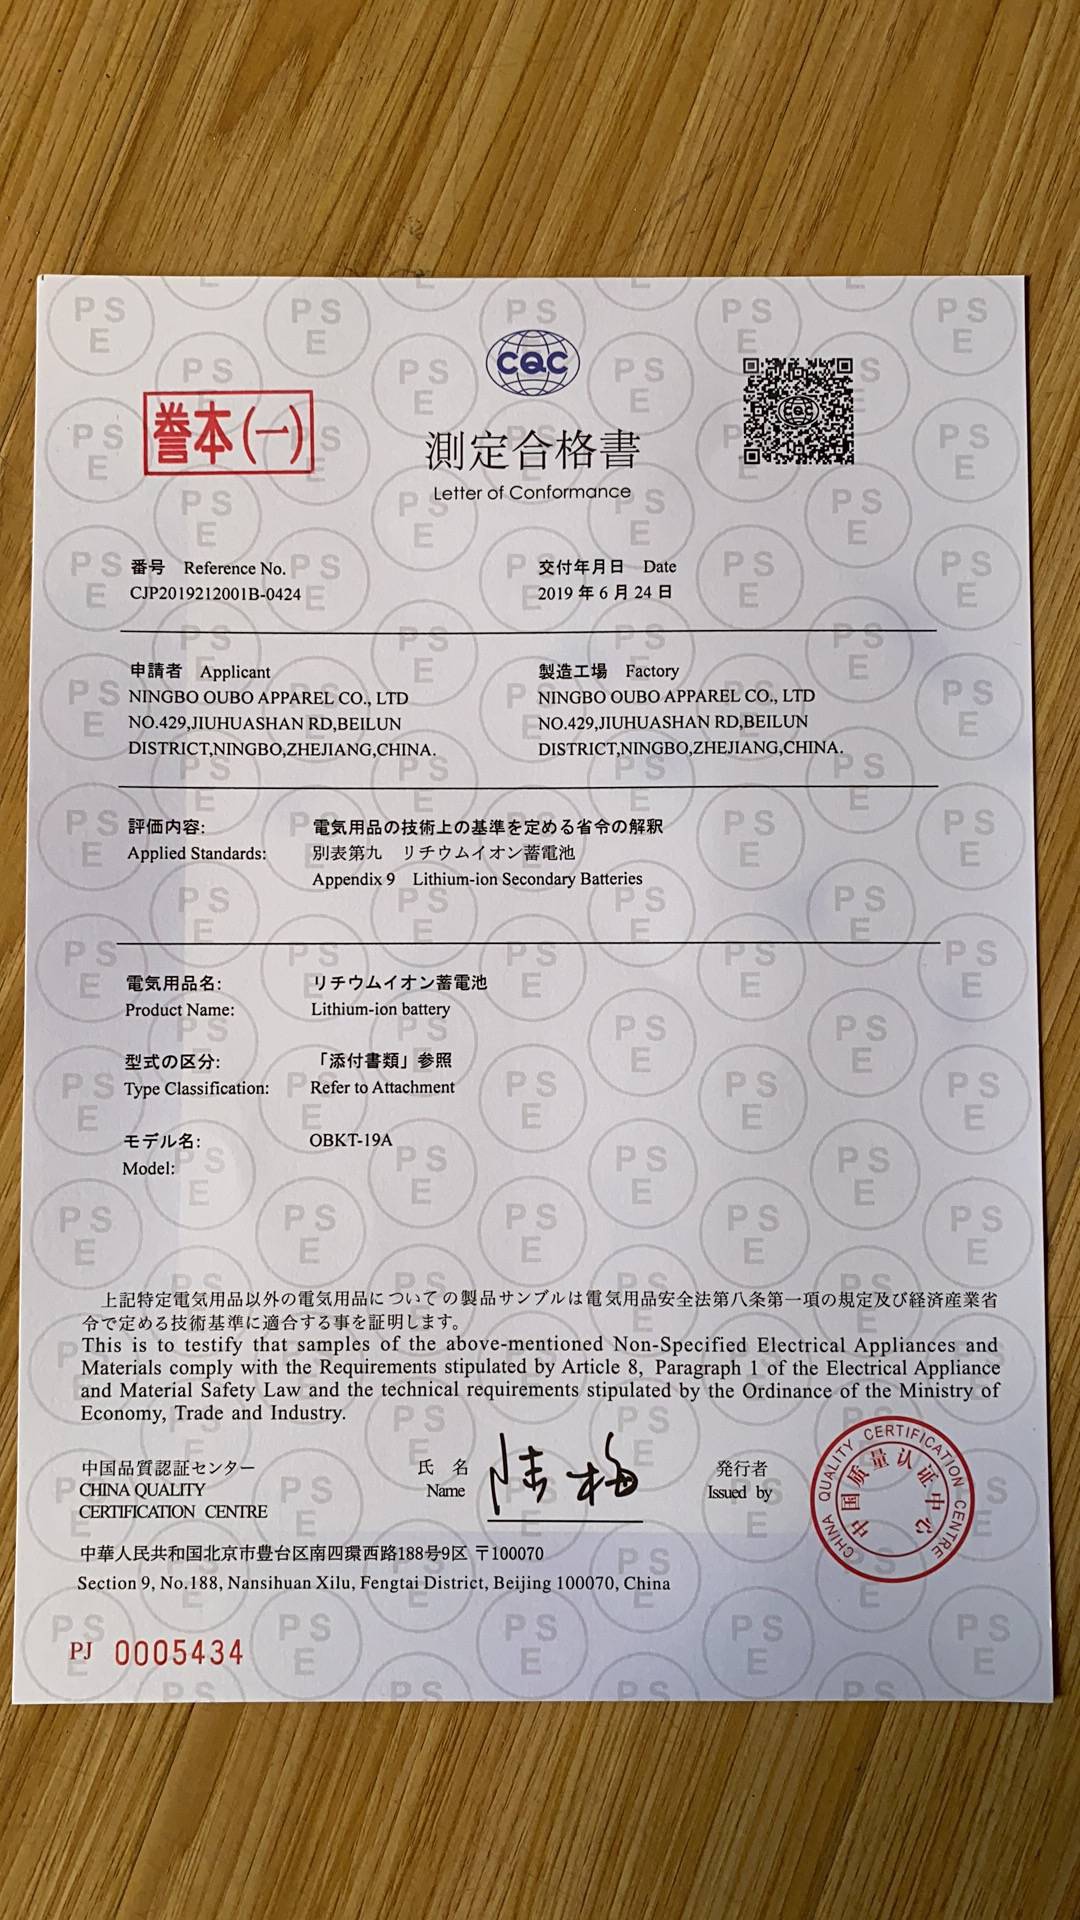 CQC
謄本(一)
測定合格書
Letter of Conformance
番号 Reference No.
CJP2019212001B-0424
交付年月日 Date
2019 年 6 月 24 日
申請者 Applicant
NINGBO OUBO APPAREL CO., LTD
NO.429,JIUHUASHAN RD,BEILUN
DISTRICT,NINGBO,ZHEJIANG,CHINA.
製造工場 Factory
NINGBO OUBO APPAREL CO., LTD
NO.429,JIUHUASHAN RD,BEILUN
DISTRICT,NINGBO,ZHEJIANG,CHINA.
評価内容: 電気用品の技術上の基準を定める省令の解釈
Applied Standards: 別表第九 リチウムイオン蓄電池
Appendix 9 Lithium-ion Secondary Batteries
電気用品名: リチウムイオン蓄電池
Product Name: Lithium-ion battery
型式の区分: 「添付書類」参照
Type Classification: Refer to Attachment
モデル名: OBKT-19A
Model:
上記特定電気用品以外の電気用品についての製品サンプルは電気用品安全法第八条第一項の規定及び経済産業省
令で定める技術基準に適合する事を証明します。
This is to testify that samples of the above-mentioned Non-Specified Electrical Appliances and
Materials comply with the Requirements stipulated by Article 8, Paragraph 1 of the Electrical Appliance
and Material Safety Law and the technical requirements stipulated by the Ordinance of the Ministry of
Economy, Trade and Industry.
中国品質認証センター
CHINA QUALITY
CERTIFICATION CENTRE
氏 名
Name
陆梅
発行者
Issued by
CHINA QUALITY CERTIFICATION CENTRE
中国质量认证中心
中華人民共和国北京市豊台区南四環西路188号9区 〒100070
Section 9, No.188, Nansihuan Xilu, Fengtai District, Beijing 100070, China
PJ 0005434